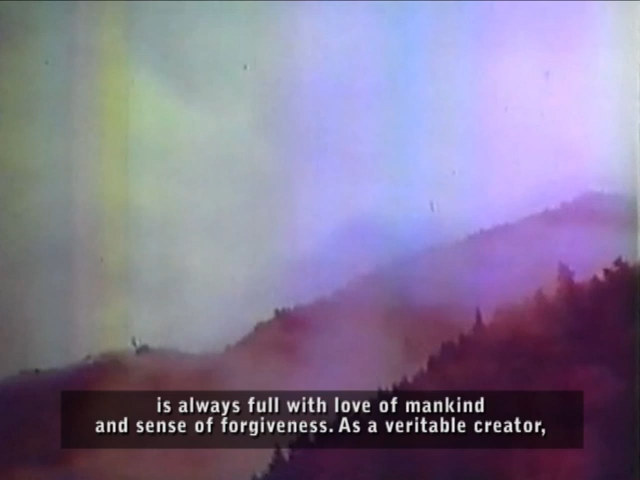 is always full with love of mankind
and sense of forgiveness. As a veritable creator,